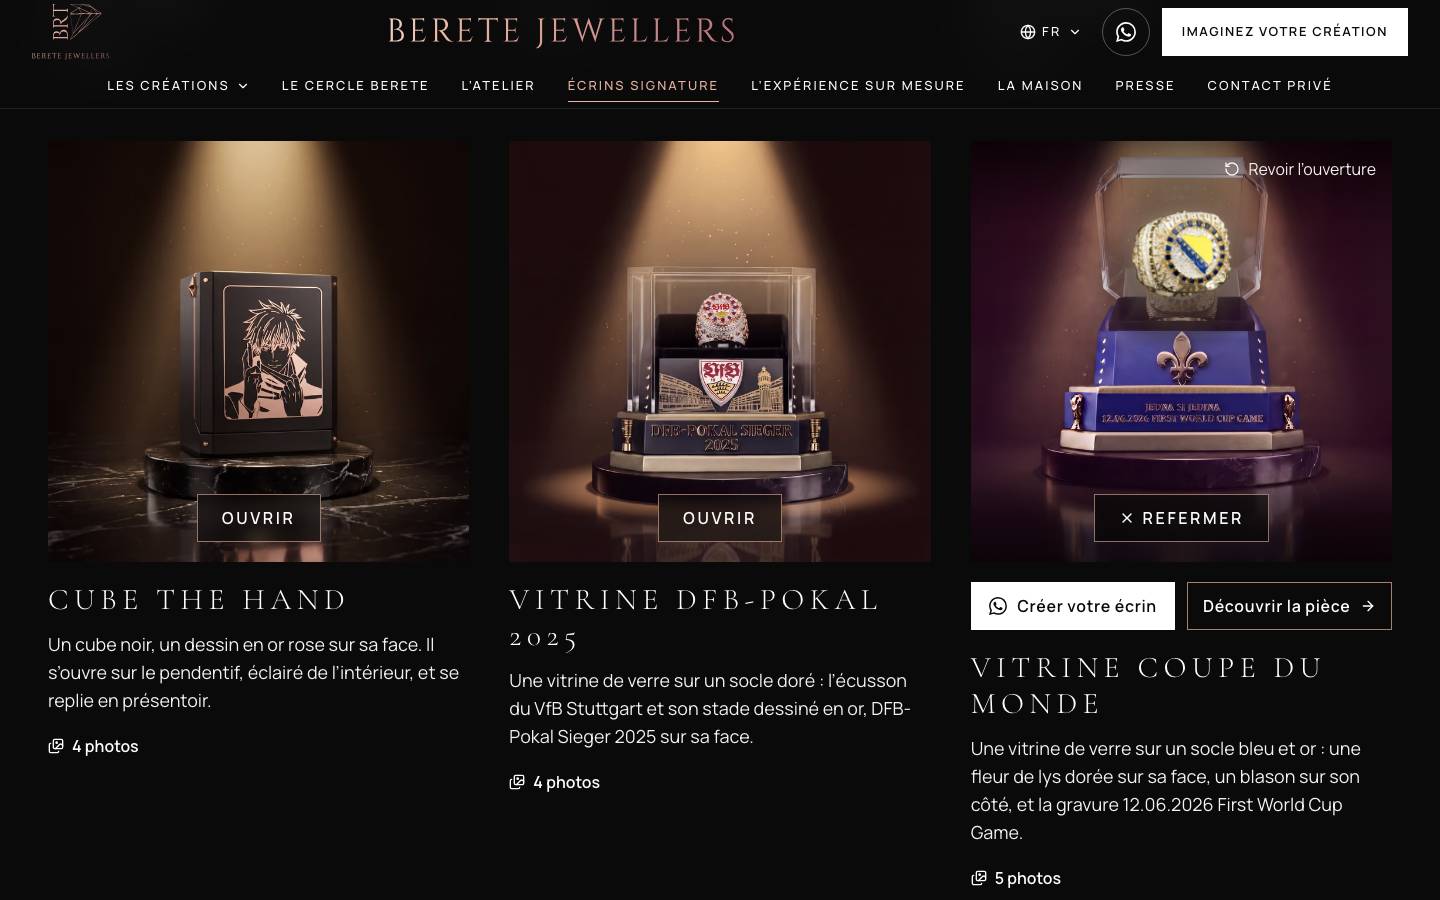 BRT
BERETE JEWELLERS
BERETE JEWELLERS
FR
IMAGINEZ VOTRE CRÉATION
LES CRÉATIONS
LE CERCLE BERETE
L'ATELIER
ÉCRINS SIGNATURE
L'EXPÉRIENCE SUR MESURE
LA MAISON
PRESSE
CONTACT PRIVÉ
OUVRIR
CUBE THE HAND
Un cube noir, un dessin en or rose sur sa face. Il
s’ouvre sur le pendentif, éclairé de l’intérieur, et se
replie en présentoir.
4 photos
VfB
DFB-POKAL SIEGER
2025
OUVRIR
VITRINE DFB-POKAL
2025
Une vitrine de verre sur un socle doré : l’écusson
du VfB Stuttgart et son stade dessiné en or, DFB-
Pokal Sieger 2025 sur sa face.
4 photos
Revoir l’ouverture
JEDNA SI JEDINA
12.06.2026 FIRST WORLD CUP GAME
REFERMER
Créer votre écrin
Découvrir la pièce
VITRINE COUPE DU
MONDE
Une vitrine de verre sur un socle bleu et or : une
fleur de lys dorée sur sa face, un blason sur son
côté, et la gravure 12.06.2026 First World Cup
Game.
5 photos